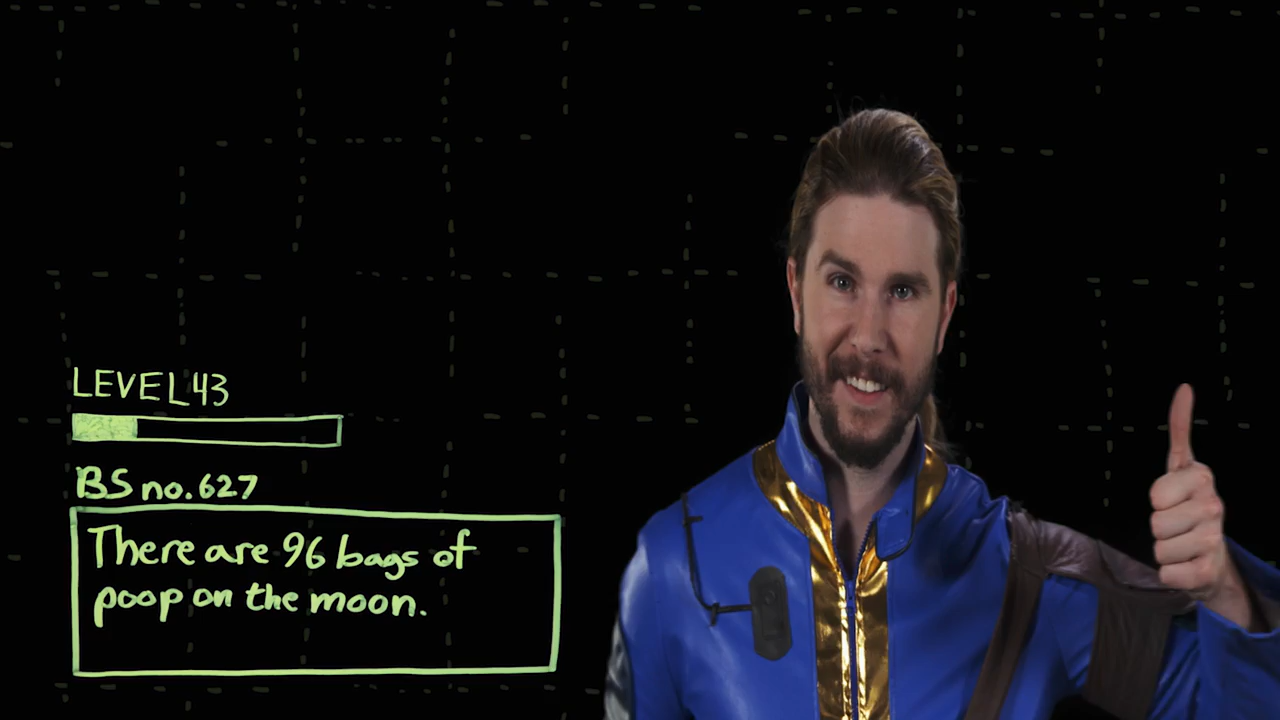 LEVEL 43
BS no. 627
There are 96 bags of
poop on the moon.